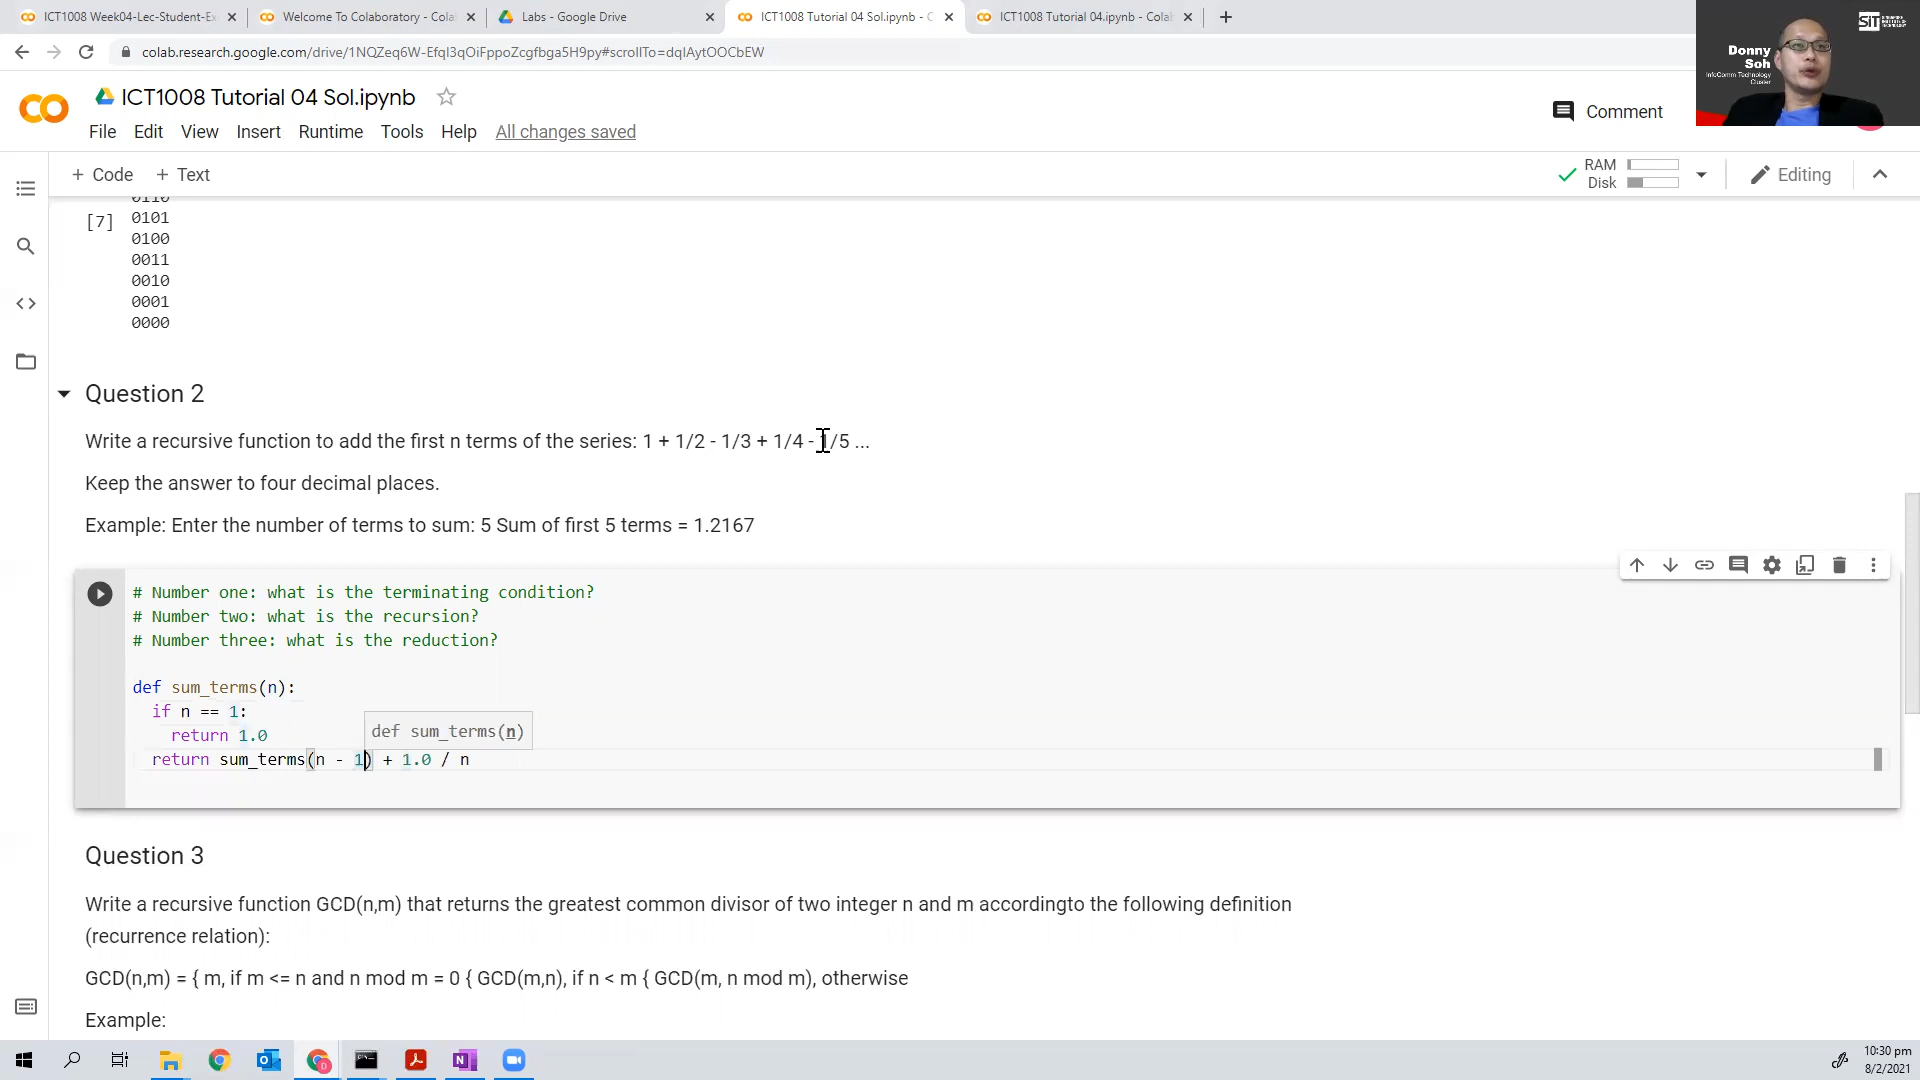 ICT1008 Week04-Lec-Student-Ex
Welcome To Colaboratory - Cola
Labs - Google Drive
ICT1008 Tutorial 04 Sol.ipynb - C
ICT1008 Tutorial 04.ipynb - Cola
colab.research.google.com/drive/1NQZeq6W-Efql3qOiFppoZcgfbga5H9py#scrollTo=dqIAytOOCbEW
Donny
Soh
InfoComm Technology
Cluster
SIT
ICT1008 Tutorial 04 Sol.ipynb
File Edit View Insert Runtime Tools Help All changes saved
Comment
+ Code + Text
RAM
Disk
Editing
0110
[7] 0101
0100
0011
0010
0001
0000
Question 2
Write a recursive function to add the first n terms of the series: 1 + 1/2 - 1/3 + 1/4 - 1/5 ...
Keep the answer to four decimal places.
Example: Enter the number of terms to sum: 5 Sum of first 5 terms = 1.2167
# Number one: what is the terminating condition?
# Number two: what is the recursion?
# Number three: what is the reduction?
def sum_terms(n):
if n == 1:
return 1.0
def sum_terms(n)
return sum_terms(n - 1) + 1.0 / n
Question 3
Write a recursive function GCD(n,m) that returns the greatest common divisor of two integer n and m accordingto the following definition
(recurrence relation):
GCD(n,m) = { m, if m <= n and n mod m = 0 { GCD(m,n), if n < m { GCD(m, n mod m), otherwise
Example:
10:30 pm
8/2/2021